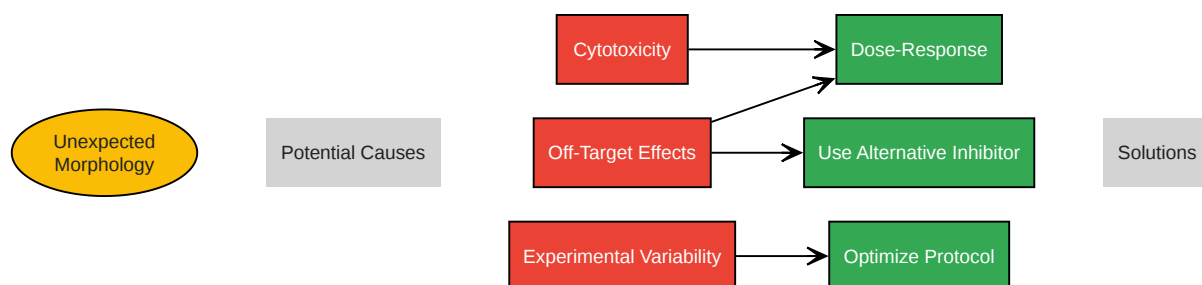 Unexpected
Morphology
Potential Causes
Cytotoxicity
Dose-Response
Off-Target Effects
Use Alternative Inhibitor
Experimental Variability
Optimize Protocol
Solutions